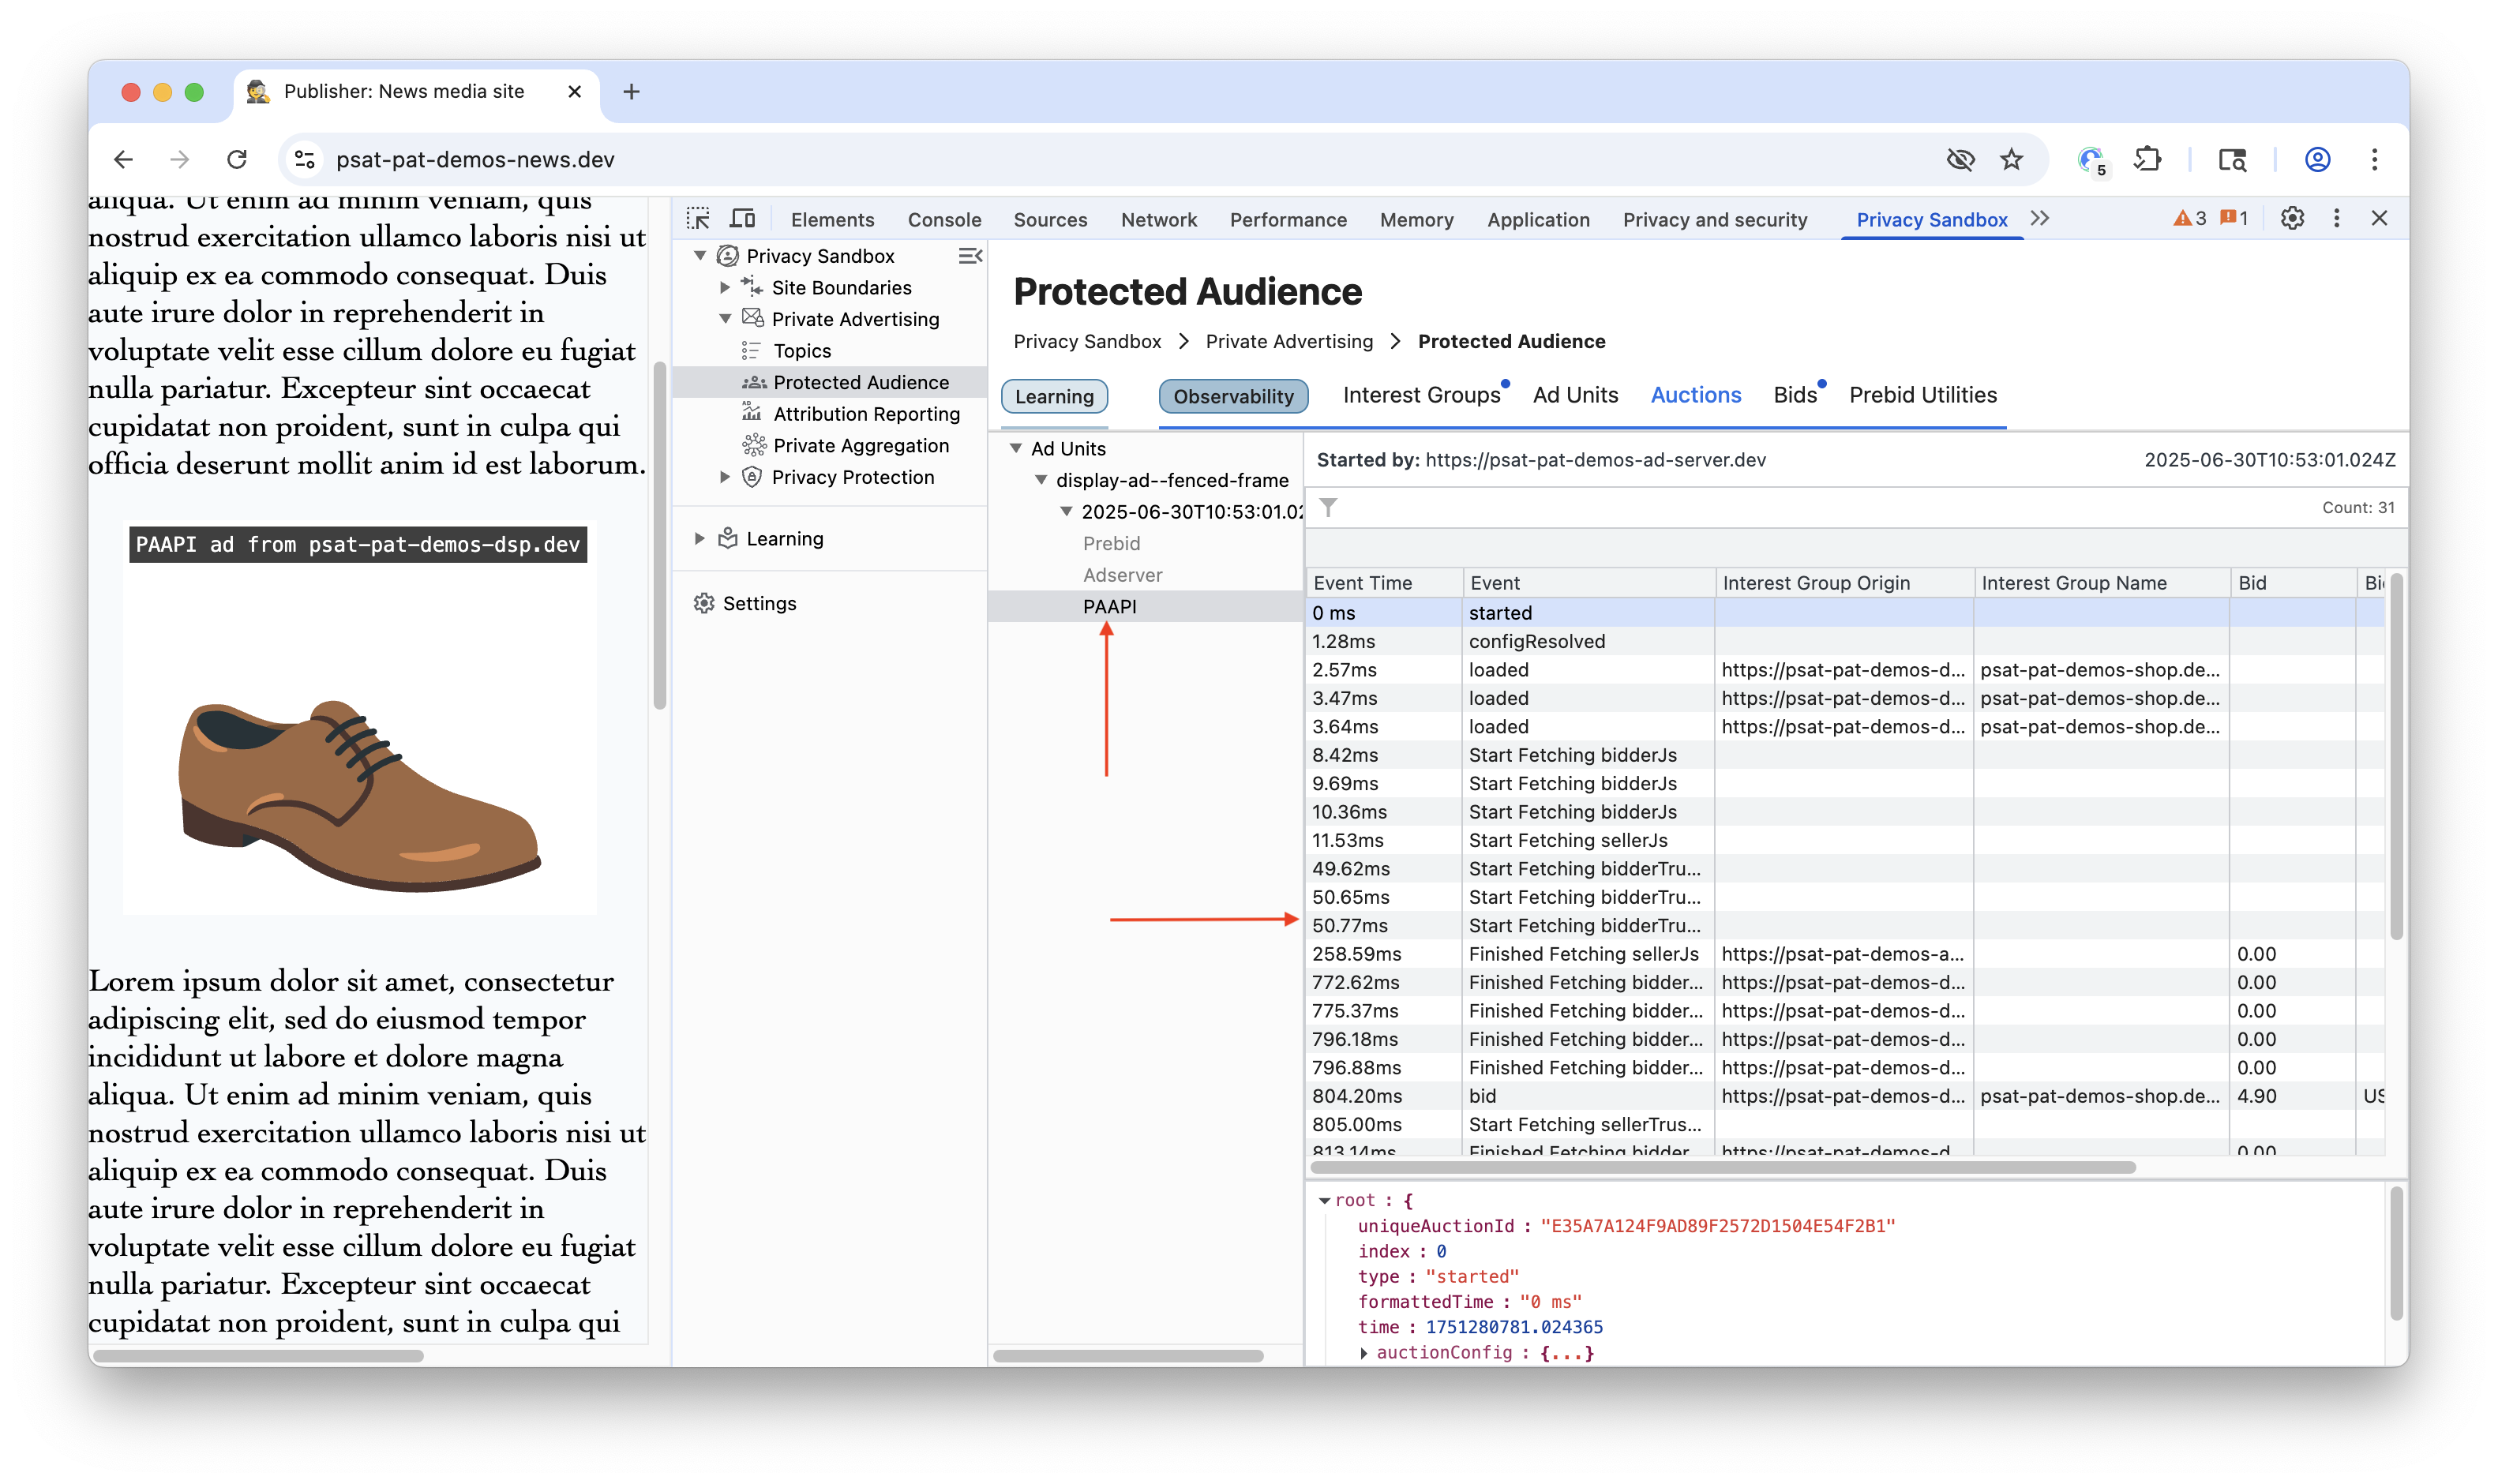 Publisher: News media site
psat-pat-demos-news.dev
5
aliqua. Ut enim ad minim veniam, quis
nostrud exercitation ullamco laboris nisi ut
aliquip ex ea commodo consequat. Duis
aute irure dolor in reprehenderit in
voluptate velit esse cillum dolore eu fugiat
nulla pariatur. Excepteur sint occaecat
cupidatat non proident, sunt in culpa qui
officia deserunt mollit anim id est laborum.
PAAPI ad from psat-pat-demos-dsp.dev
Lorem ipsum dolor sit amet, consectetur
adipiscing elit, sed do eiusmod tempor
incididunt ut labore et dolore magna
aliqua. Ut enim ad minim veniam, quis
nostrud exercitation ullamco laboris nisi ut
aliquip ex ea commodo consequat. Duis
aute irure dolor in reprehenderit in
voluptate velit esse cillum dolore eu fugiat
nulla pariatur. Excepteur sint occaecat
cupidatat non proident, sunt in culpa qui
Elements Console Sources Network Performance Memory Application Privacy and security Privacy Sandbox 3 1
Privacy Sandbox
Site Boundaries
Private Advertising
Topics
Protected Audience
Attribution Reporting
Private Aggregation
Privacy Protection
Learning
Settings
Protected Audience
Privacy Sandbox > Private Advertising > Protected Audience
Learning Observability Interest Groups Ad Units Auctions Bids Prebid Utilities
Ad Units
display-ad--fenced-frame
2025-06-30T10:53:01.02
Prebid
Adserver
PAAPI
Started by: https://psat-pat-demos-ad-server.dev 2025-06-30T10:53:01.024Z
Count: 31
Event Time Event Interest Group Origin Interest Group Name Bid Bi
0 ms started
1.28ms configResolved
2.57ms loaded https://psat-pat-demos-d... psat-pat-demos-shop.de...
3.47ms loaded https://psat-pat-demos-d... psat-pat-demos-shop.de...
3.64ms loaded https://psat-pat-demos-d... psat-pat-demos-shop.de...
8.42ms Start Fetching bidderJs
9.69ms Start Fetching bidderJs
10.36ms Start Fetching bidderJs
11.53ms Start Fetching sellerJs
49.62ms Start Fetching bidderTru...
50.65ms Start Fetching bidderTru...
50.77ms Start Fetching bidderTru...
258.59ms Finished Fetching sellerJs https://psat-pat-demos-a... 0.00
772.62ms Finished Fetching bidder... https://psat-pat-demos-d... 0.00
775.37ms Finished Fetching bidder... https://psat-pat-demos-d... 0.00
796.18ms Finished Fetching bidder... https://psat-pat-demos-d... 0.00
796.88ms Finished Fetching bidder... https://psat-pat-demos-d... 0.00
804.20ms bid https://psat-pat-demos-d... psat-pat-demos-shop.de... 4.90 US
805.00ms Start Fetching sellerTrus...
813.14ms Finished Fetching bidder... https://psat-pat-demos-d... 0.00
root : {
uniqueAuctionId : "E35A7A124F9AD89F2572D1504E54F2B1"
index : 0
type : "started"
formattedTime : "0 ms"
time : 1751280781.024365
auctionConfig : {...}